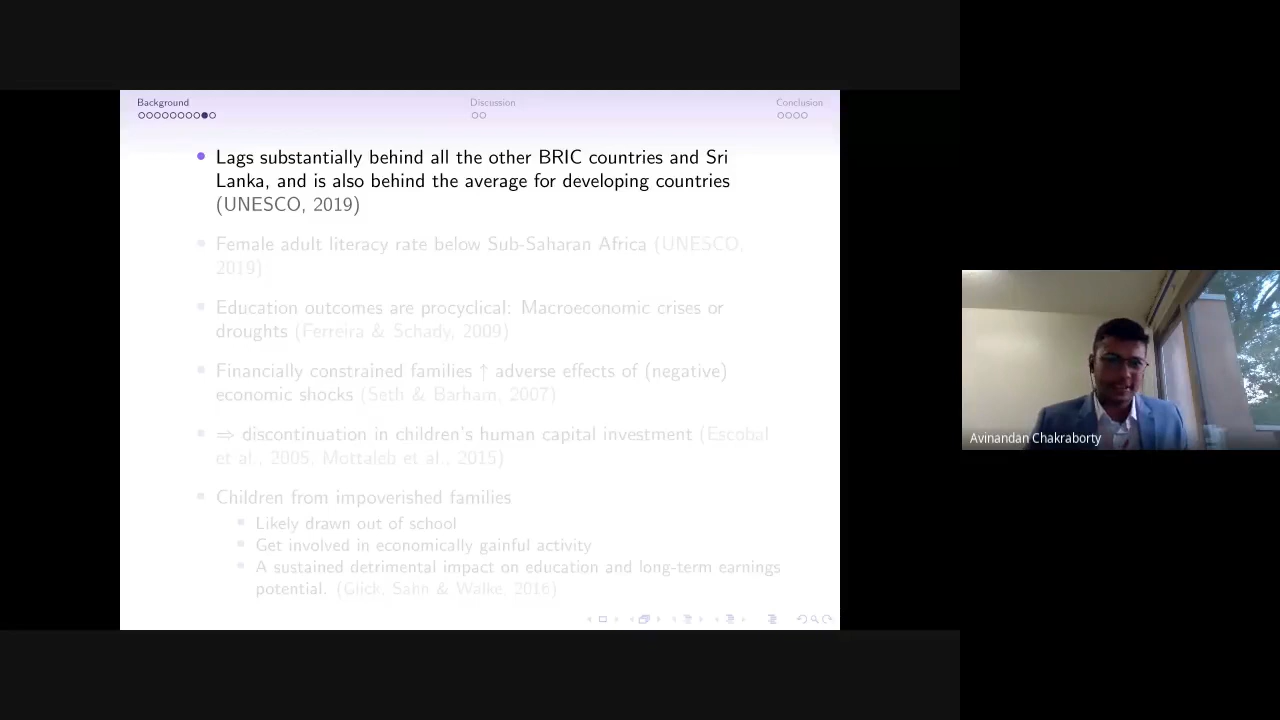 Background
Discussion
Conclusion
Lags substantially behind all the other BRIC countries and Sri
Lanka, and is also behind the average for developing countries
(UNESCO, 2019)
Female adult literacy rate below Sub-Saharan Africa (UNESCO,
2019)
Education outcomes are procyclical: Macroeconomic crises or
droughts (Ferreira & Schady, 2009)
Financially constrained families ↑ adverse effects of (negative)
economic shocks (Seth & Barham, 2007)
⇒ discontinuation in children's human capital investment (Escobal
et al., 2005, Mottaleb et al., 2015)
Children from impoverished families
Likely drawn out of school
Get involved in economically gainful activity
A sustained detrimental impact on education and long-term earnings
potential. (Glick, Sahn & Walke, 2016)
Avinandan Chakraborty